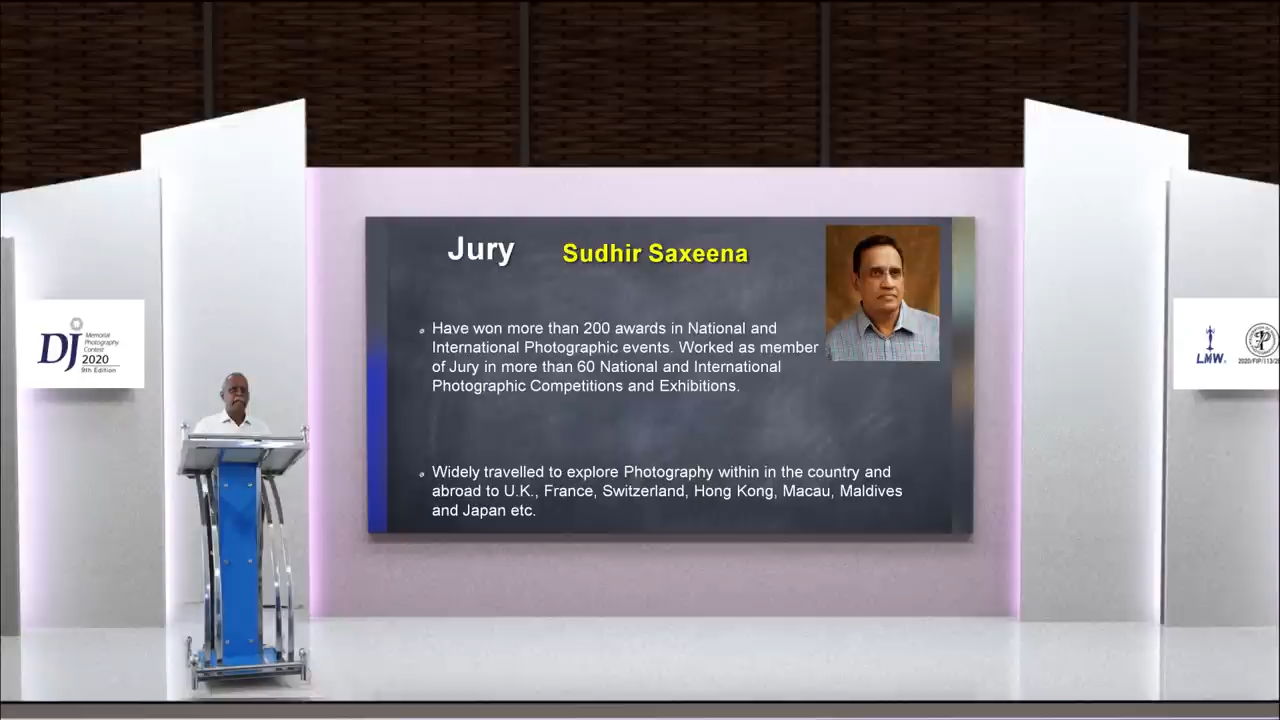 Jury Sudhir Saxeena
Have won more than 200 awards in National and
International Photographic events. Worked as member
of Jury in more than 60 National and International
Photographic Competitions and Exhibitions.
Widely travelled to explore Photography within in the country and
abroad to U.K., France, Switzerland, Hong Kong, Macau, Maldives
and Japan etc.
DJ
Memorial
Photography
Contest
2020
9th Edition
LMW